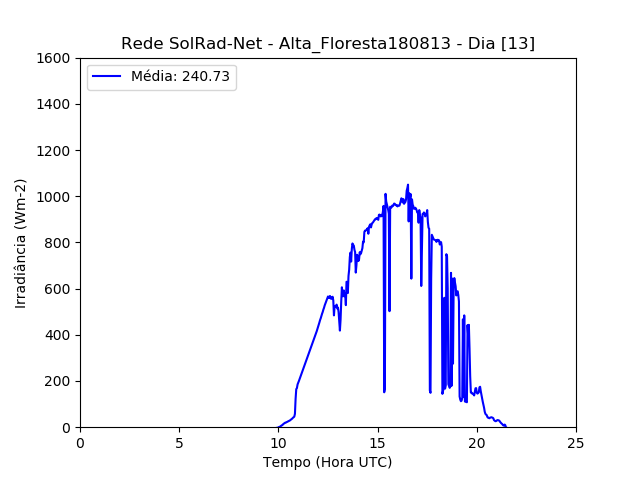 Rede SolRad-Net - Alta_Floresta180813 - Dia [13]
Média: 240.73
Irradiância (Wm-2)
1600
1400
1200
1000
800
600
400
200
0
0 5 10 15 20 25
Tempo (Hora UTC)